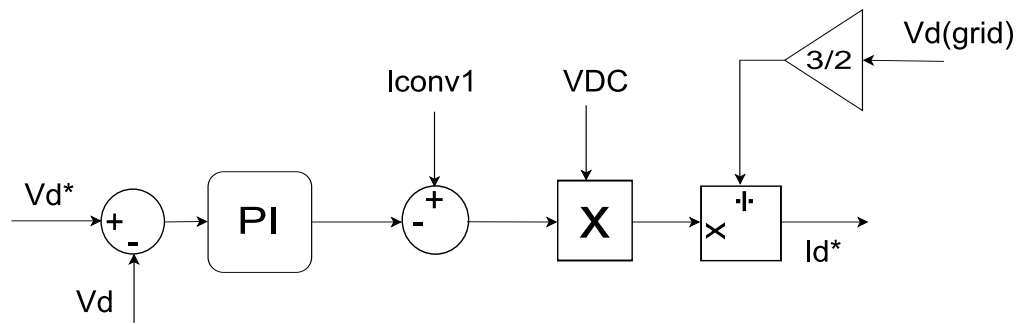 Vd(grid)
3/2
Iconv1
VDC
Vd*
+
-
PI
+
-
X
÷
x
Id*
Vd